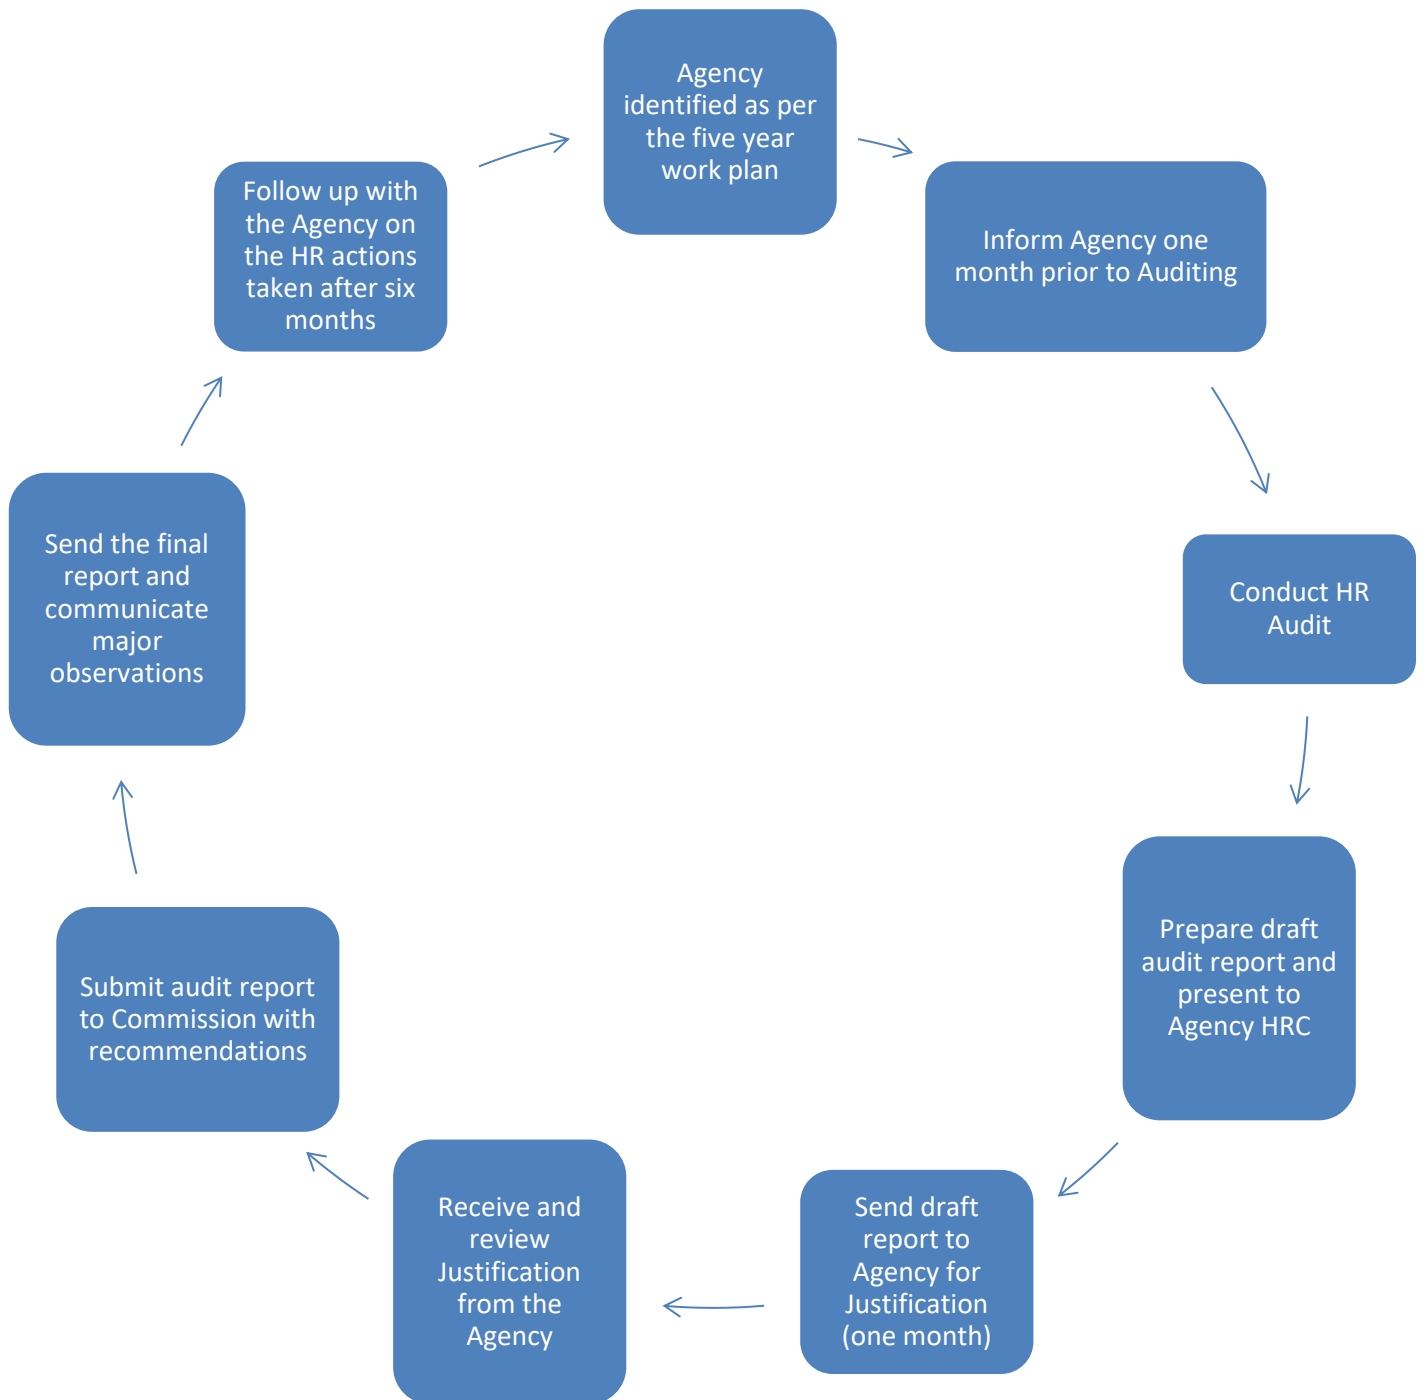 Agency
identified as per
the five year
work plan
Inform Agency one
month prior to Auditing
Conduct HR
Audit
Prepare draft
audit report and
present to
Agency HRC
Send draft
report to
Agency for
Justification
(one month)
Receive and
review
Justification
from the
Agency
Submit audit report
to Commission with
recommendations
Send the final
report and
communicate
major
observations
Follow up with
the Agency on
the HR actions
taken after six
months